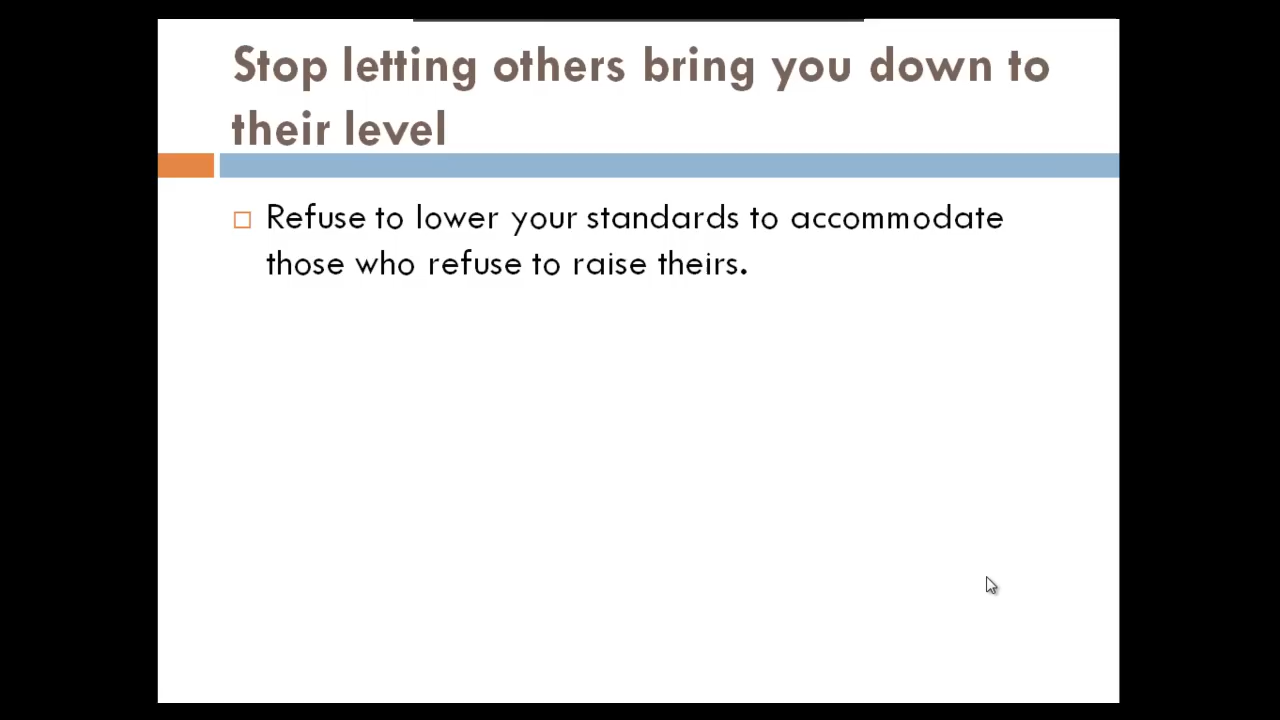 Stop letting others bring you down to
their level
Refuse to lower your standards to accommodate
those who refuse to raise theirs.